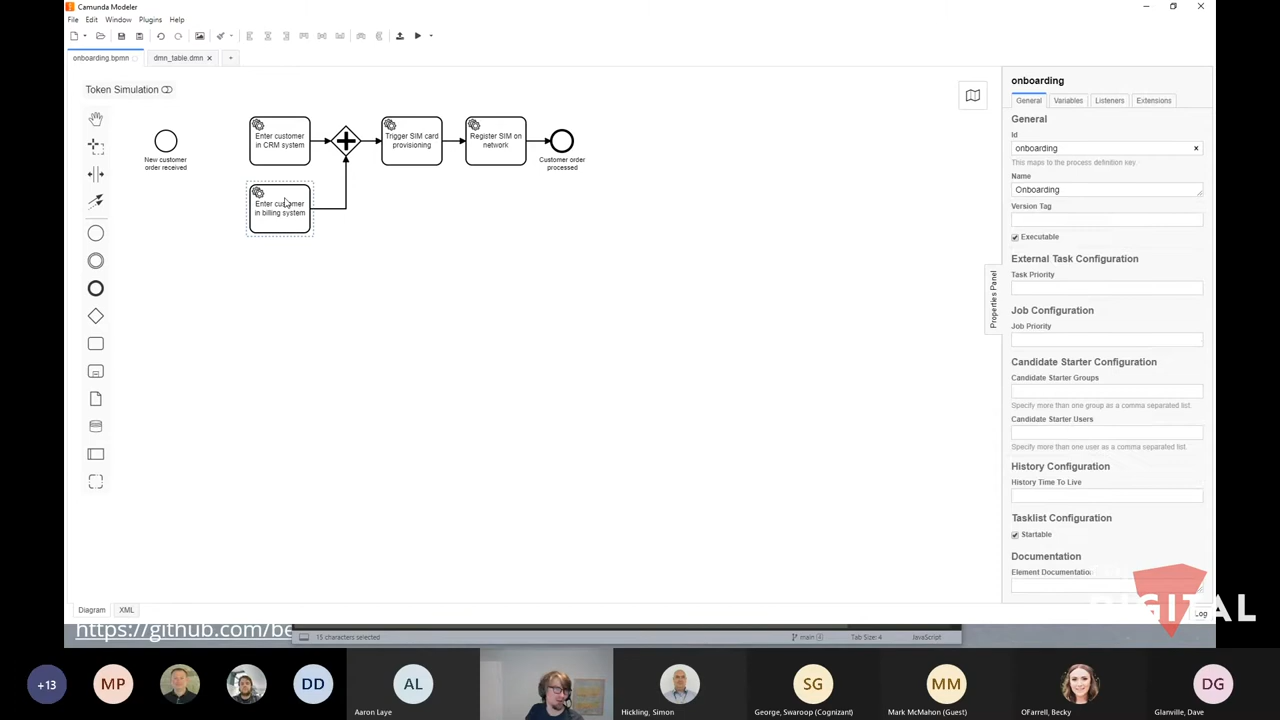 Camunda Modeler
File Edit Window Plugins Help
onboarding.bpmn
dmn_table.dmn
Token Simulation
New customer
order received
Enter customer
in CRM system
Trigger SIM card
provisioning
Register SIM on
network
Customer order
processed
Enter customer
in billing system
Properties Panel
onboarding
General Variables Listeners Extensions
General
Id
onboarding
This maps to the process definition key.
Name
Onboarding
Version Tag
Executable
External Task Configuration
Task Priority
Job Configuration
Job Priority
Candidate Starter Configuration
Candidate Starter Groups
Specify more than one group as a comma separated list.
Candidate Starter Users
Specify more than one user as a comma separated list.
History Configuration
History Time To Live
Tasklist Configuration
Startable
Documentation
Element Documentation
DIGITAL
Diagram XML
Log
https://github.com/be
15 characters selected
main 4
Tab Size: 4
JavaScript
+13
MP
DD
AL
SG
MM
DG
Aaron Laye
Hickling, Simon
George, Swaroop (Cognizant)
Mark McMahon (Guest)
OFarrell, Becky
Glanville, Dave